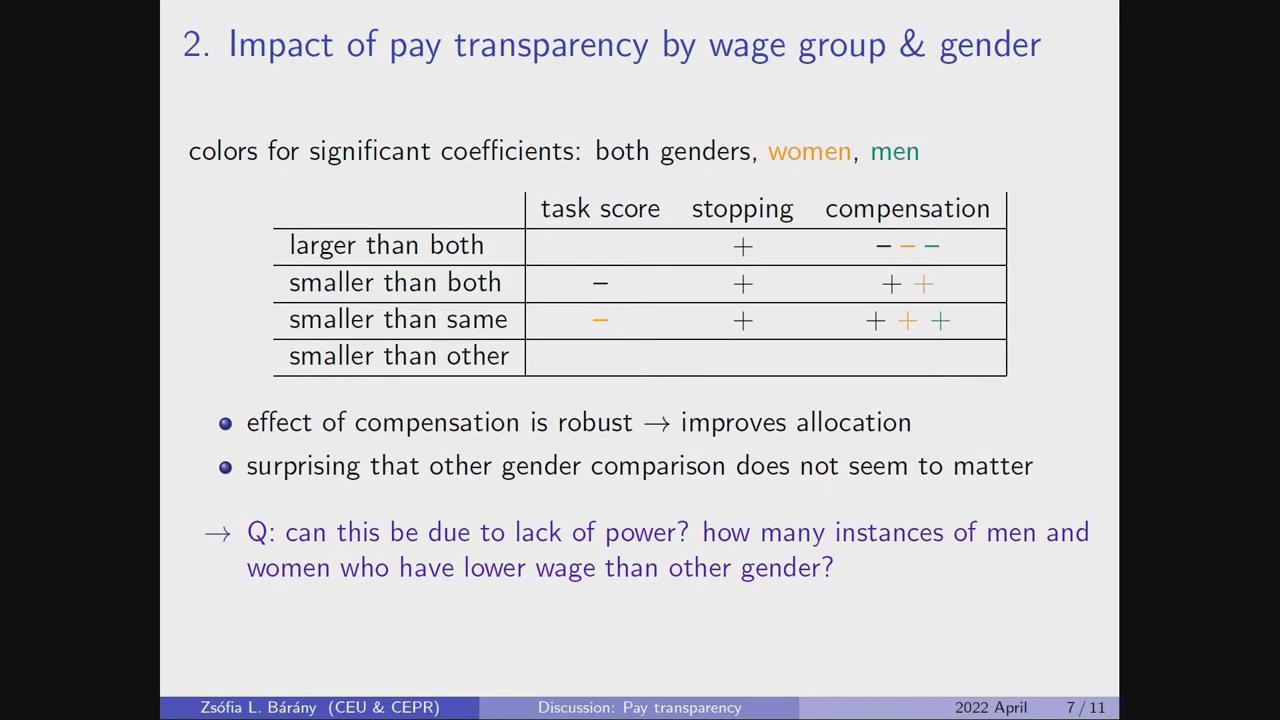 2. Impact of pay transparency by wage group & gender
colors for significant coefficients: both genders, women, men
task score stopping compensation
larger than both + − − −
smaller than both − + + +
smaller than same − + + + +
smaller than other
effect of compensation is robust → improves allocation
surprising that other gender comparison does not seem to matter
→ Q: can this be due to lack of power? how many instances of men and
women who have lower wage than other gender?
Zsófia L. Bárány (CEU & CEPR) Discussion: Pay transparency 2022 April 7 / 11